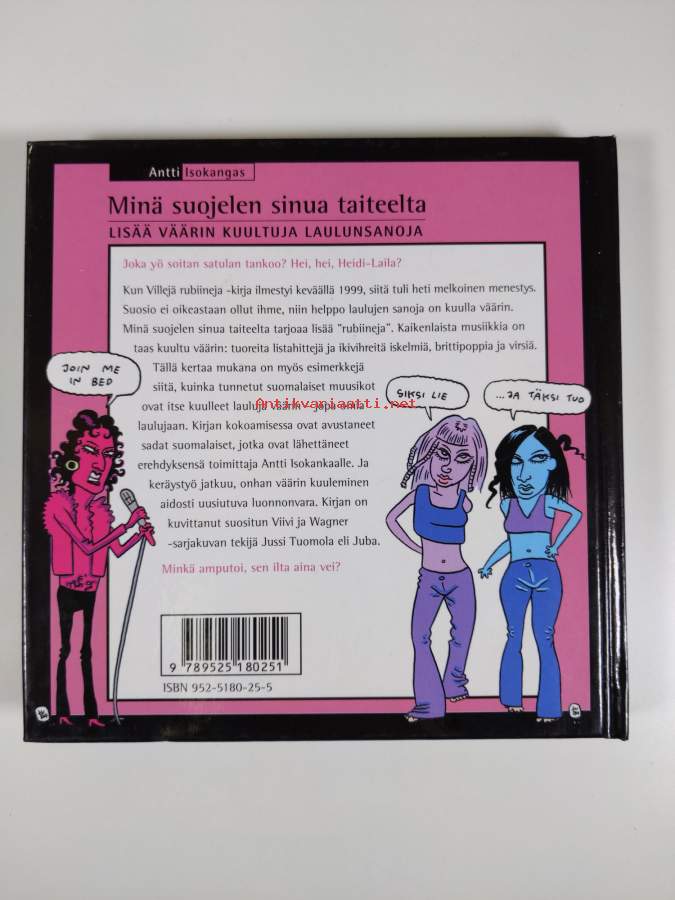 Antti Isokangas
Minä suojelen sinua taiteelta
LISÄÄ VÄÄRIN KUULTUJA LAULUNSANOJA
Joka yö soitan satulan tankoo? Hei, hei, Heidi-Laila?
Kun Villejä rubiineja -kirja ilmestyi keväällä 1999, siitä tuli heti melkoinen menestys.
Suosio ei oikeastaan ollut ihme, niin helppo laulujen sanoja on kuulla väärin.
Minä suojelen sinua taiteelta tarjoaa lisää "rubiineja". Kaikenlaista musiikkia on
taas kuultu väärin: tuoreita listahittejä ja ikivihreitä iskelmiä, brittipoppia ja virsiä.
Tällä kertaa mukana on myös esimerkkejä
siitä, kuinka tunnetut suomalaiset muusikot
ovat itse kuulleet lauluja väärin - jopa omia
laulujaan. Kirjan kokoamisessa ovat avustaneet
sadat suomalaiset, jotka ovat lähettäneet
erehdyksensä toimittaja Antti Isokankaalle. Ja
keräystyö jatkuu, onhan väärin kuuleminen
aidosti uusiutuva luonnonvara. Kirjan on
kuvittanut suositun Viivi ja Wagner
-sarjakuvan tekijä Jussi Tuomola eli Juba.
Minkä amputoi, sen ilta aina vei?
JOIN ME
IN BED
SIKSI LIE
...JA TÄKSI TUO
Antikvariaatti.net
9 789525 180251
ISBN 952-5180-25-5